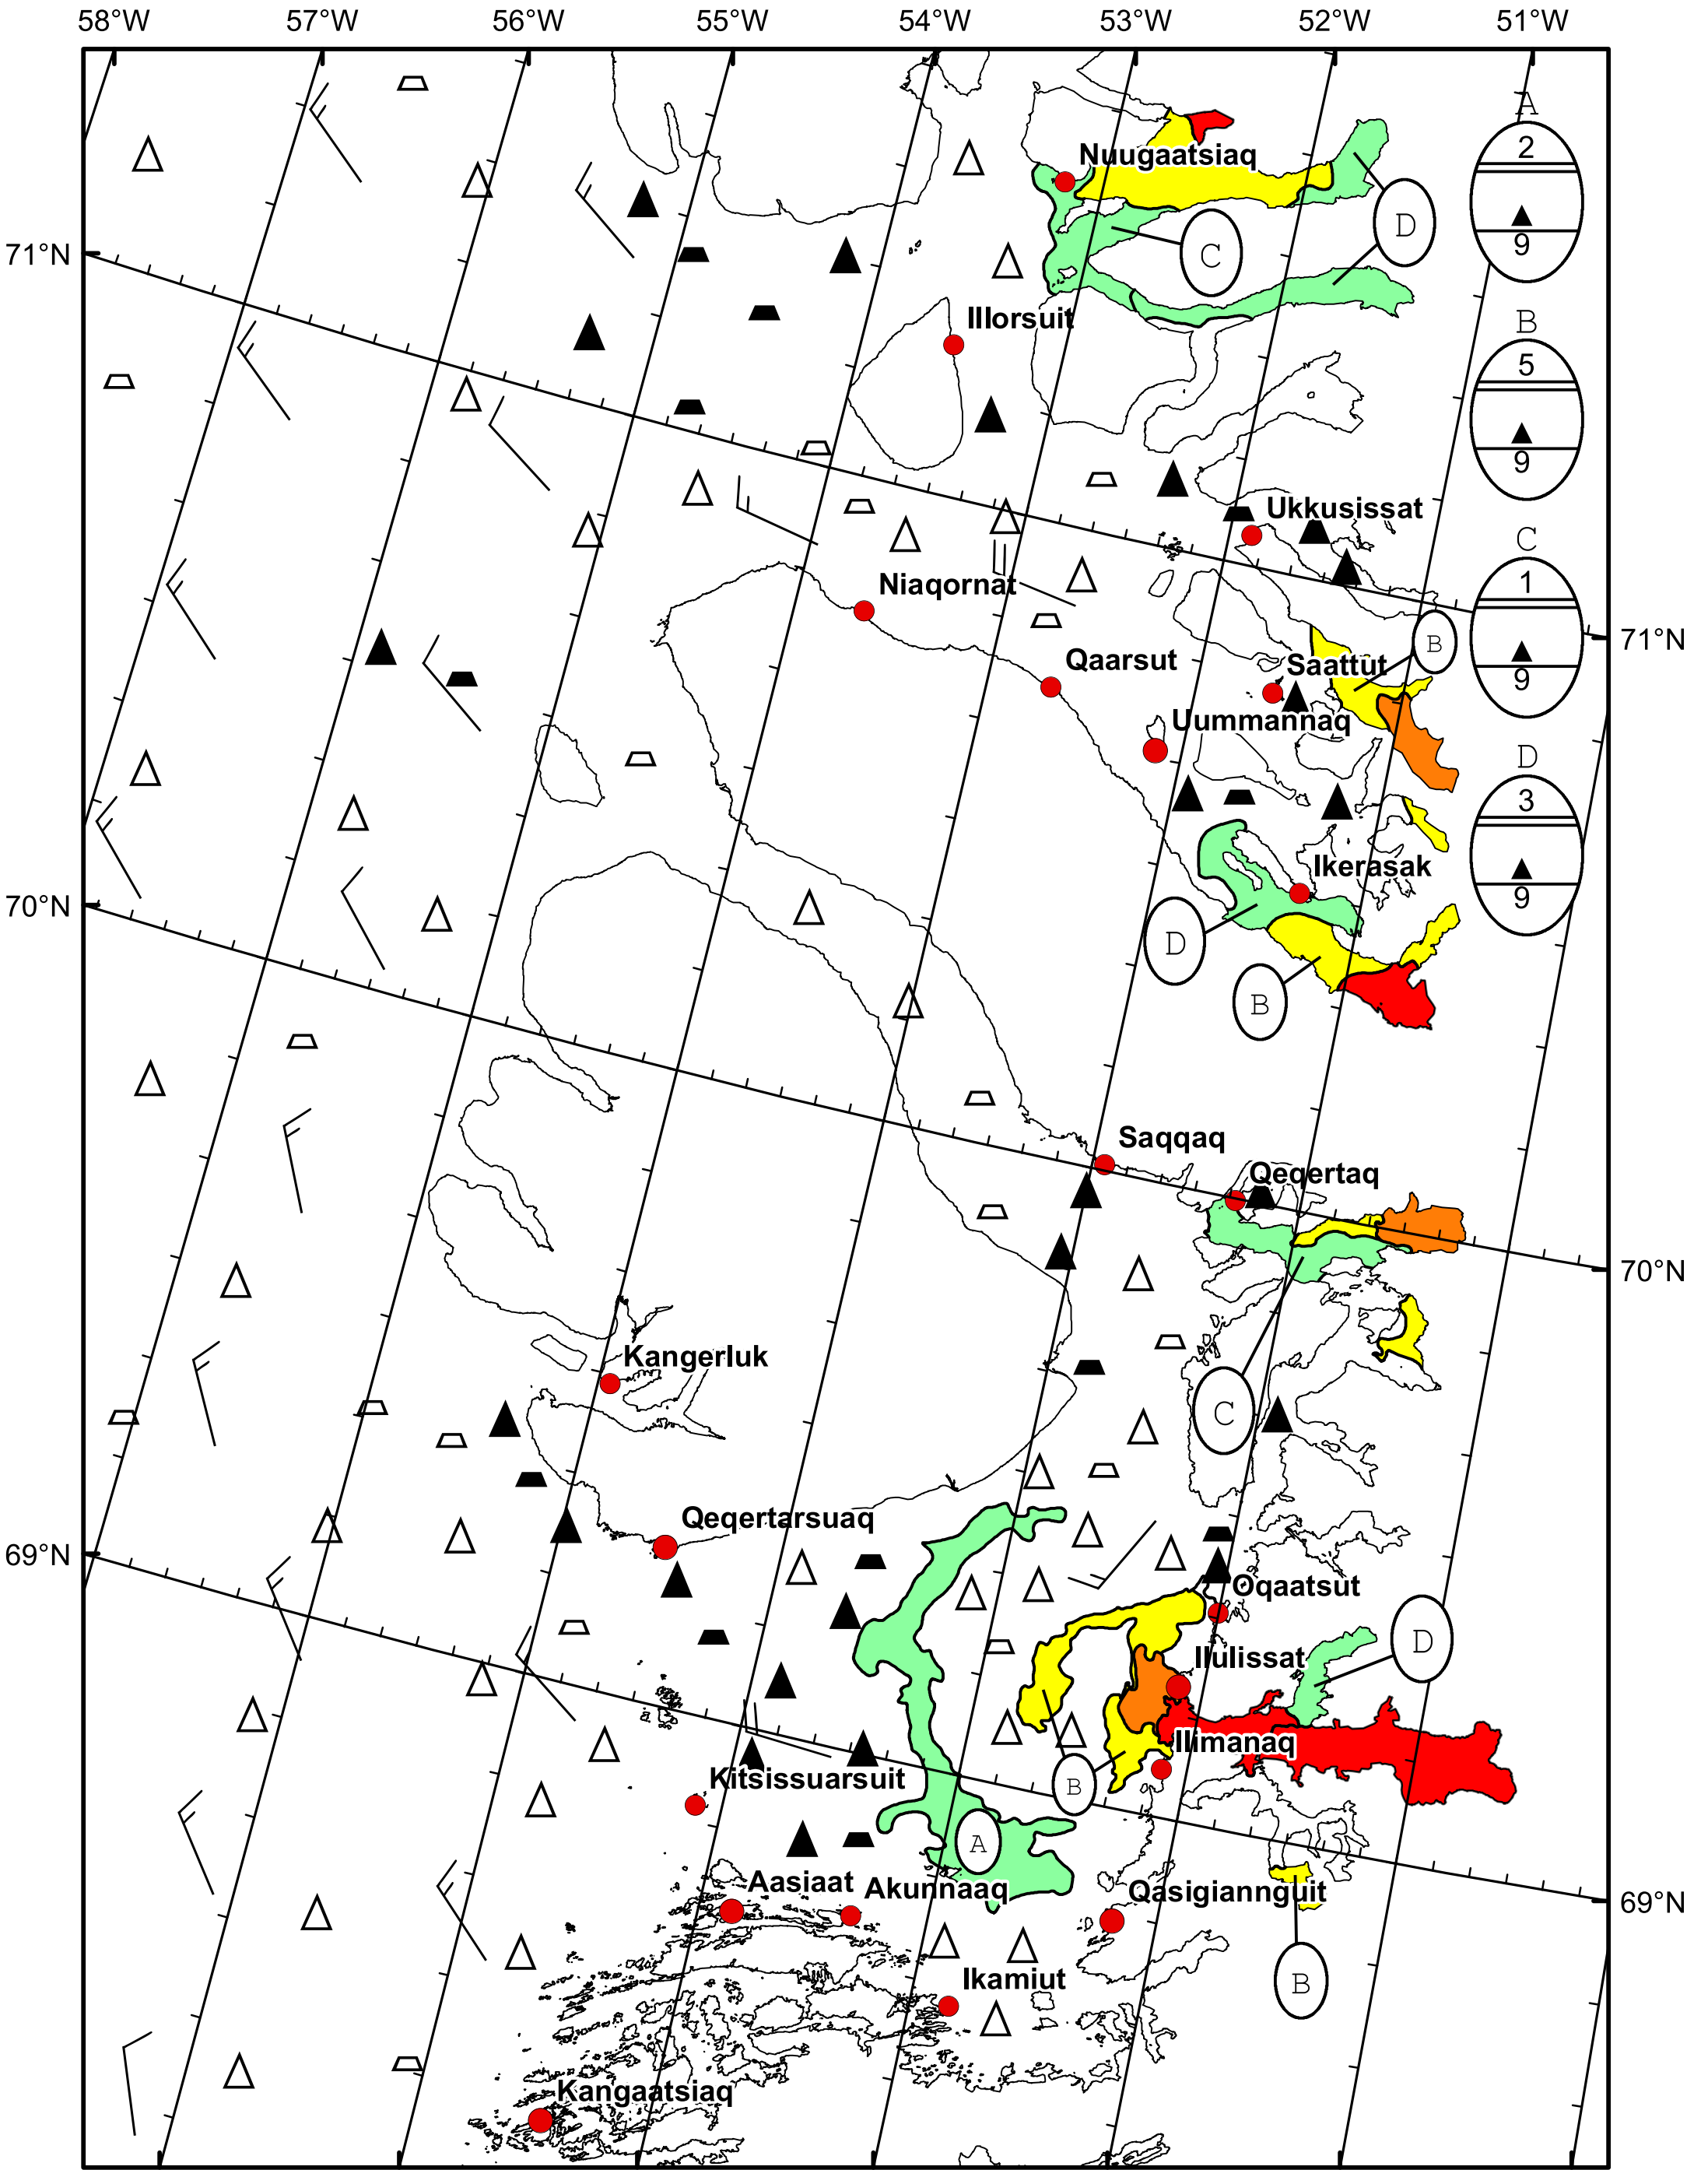 58°W 57°W 56°W 55°W 54°W 53°W 52°W 51°W
A
2
9
Nuugaatsiaq
D
C
71°N
Illorsuit
B
5
9
Ukkusissat
C
1
9
Niaqornat
B
71°N
Qaarsut
Saattut
Uummannaq
D
3
9
Ikerasak
70°N
D
B
Saqqaq
Qeqertaq
70°N
Kangerluk
C
Qeqertarsuaq
69°N
Oqaatsut
D
Ilulissat
Ilimanaq
Kitsissuarsuit
B
A
Aasiaat
Akunnaaq
Qasigiannguit
69°N
Ikamiut
B
Kangaatsiaq